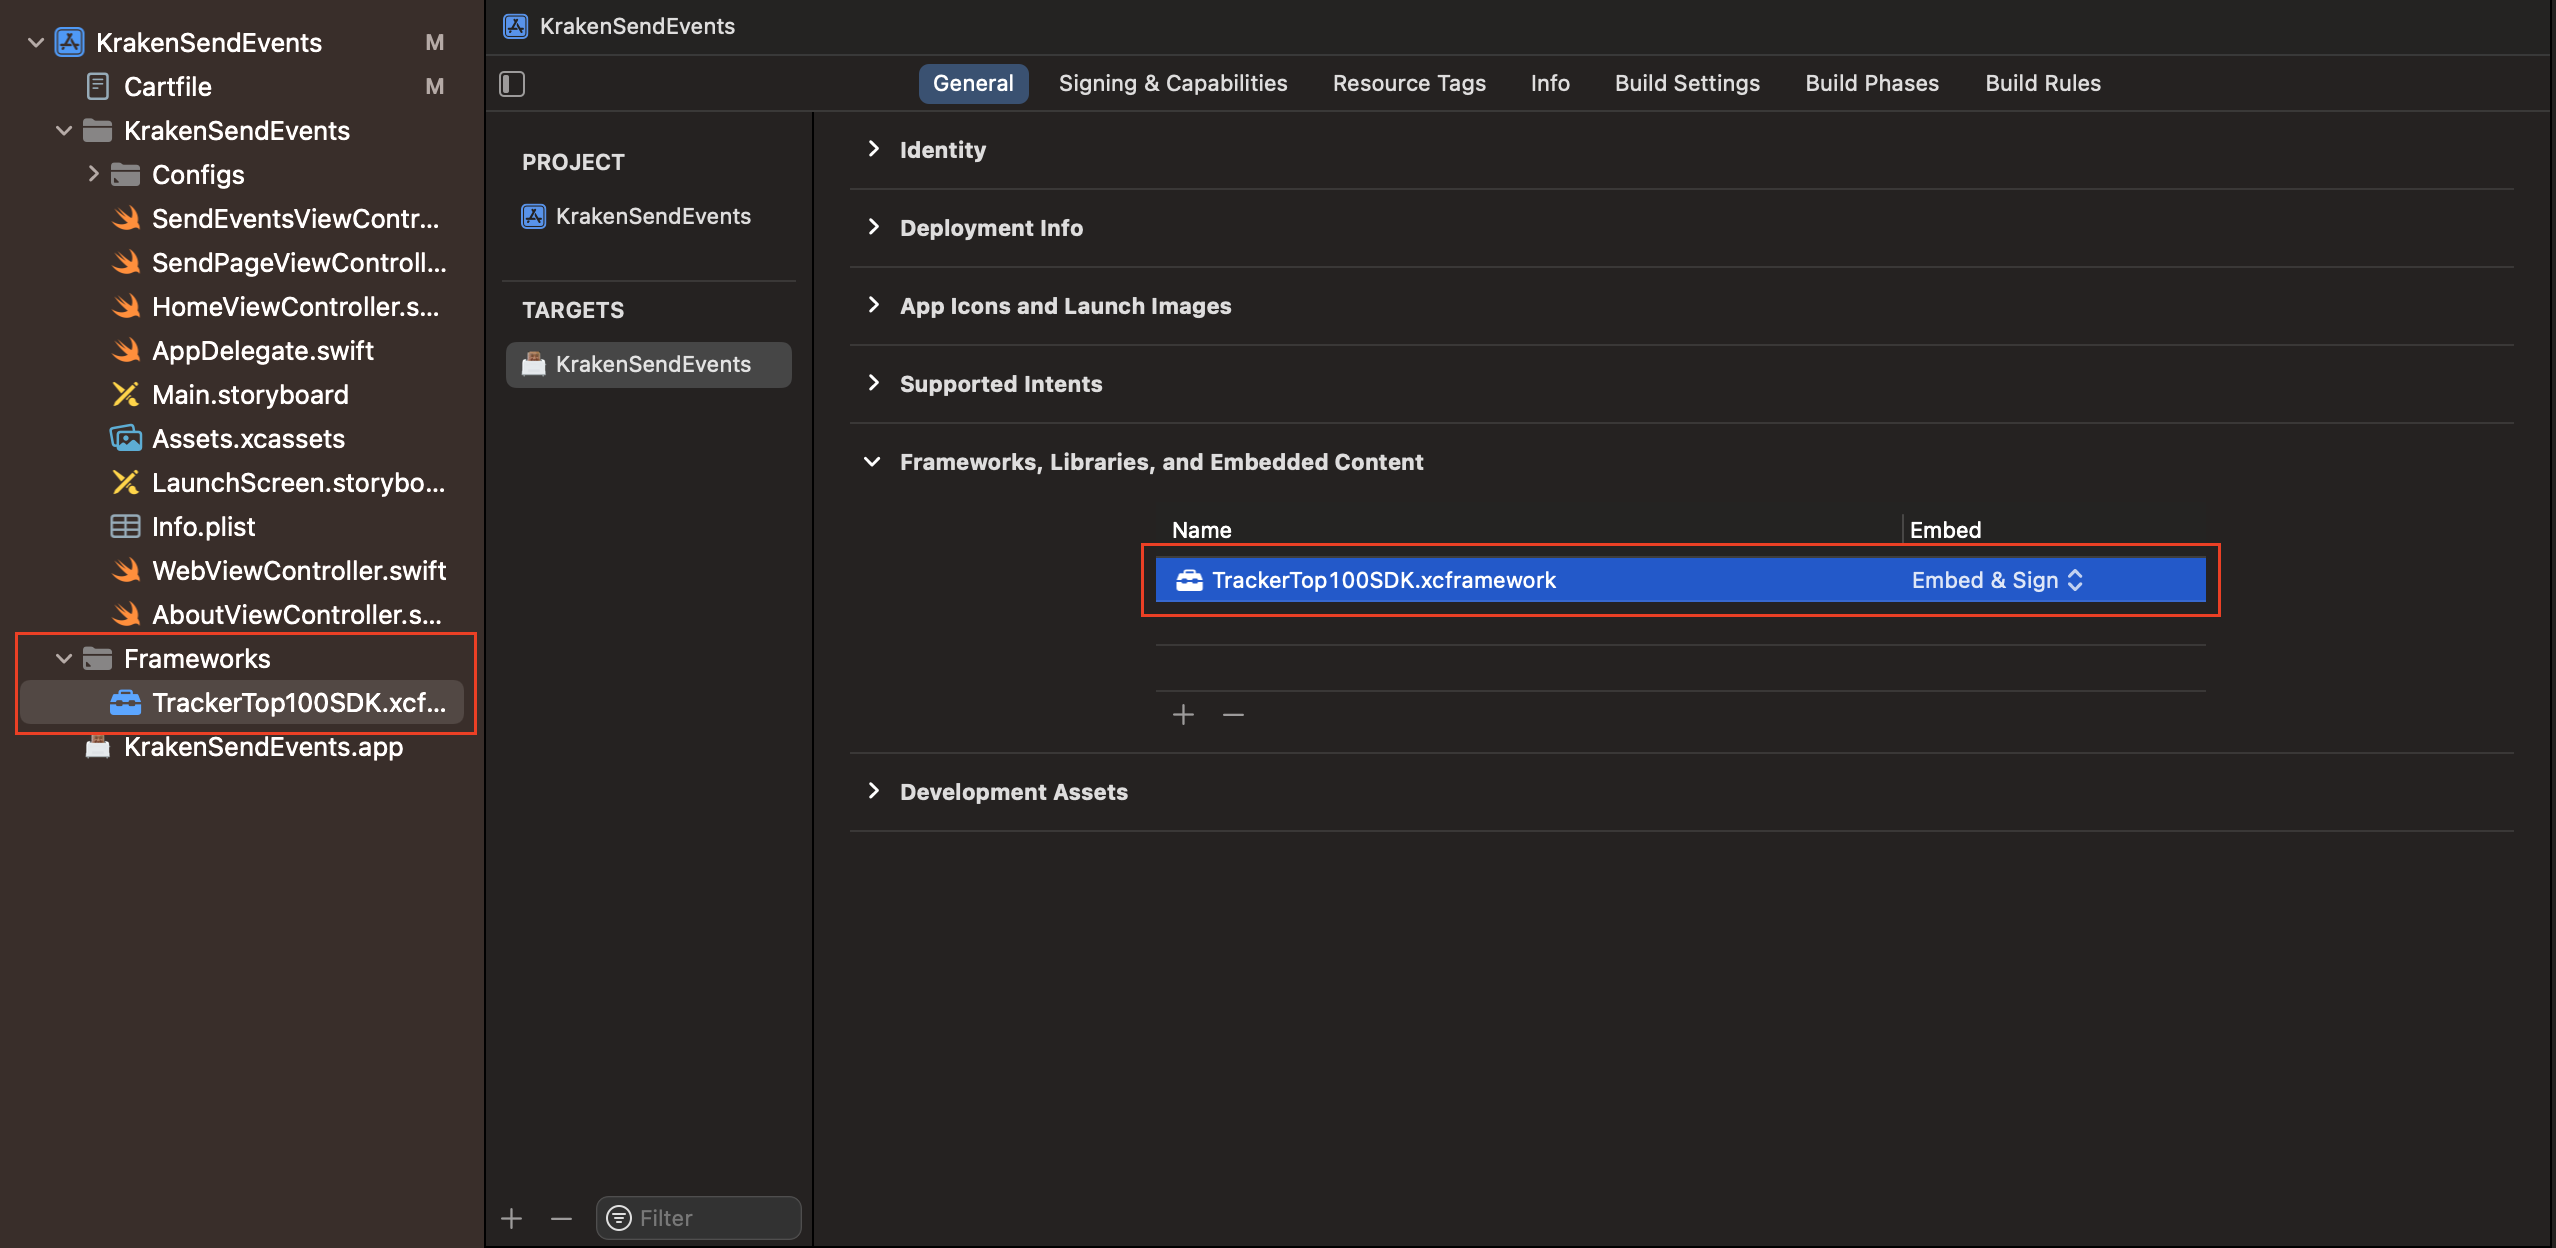 KrakenSendEvents M
Cartfile M
KrakenSendEvents
Configs
SendEventsViewContr...
SendPageViewControll...
HomeViewController.s...
AppDelegate.swift
Main.storyboard
Assets.xcassets
LaunchScreen.storybo...
Info.plist
WebViewController.swift
AboutViewController.s...
Frameworks
TrackerTop100SDK.xcf...
KrakenSendEvents.app
KrakenSendEvents
General Signing & Capabilities Resource Tags Info Build Settings Build Phases Build Rules
PROJECT
KrakenSendEvents
TARGETS
KrakenSendEvents
Filter
Identity
Deployment Info
App Icons and Launch Images
Supported Intents
Frameworks, Libraries, and Embedded Content
Name Embed
TrackerTop100SDK.xcframework Embed & Sign
Development Assets